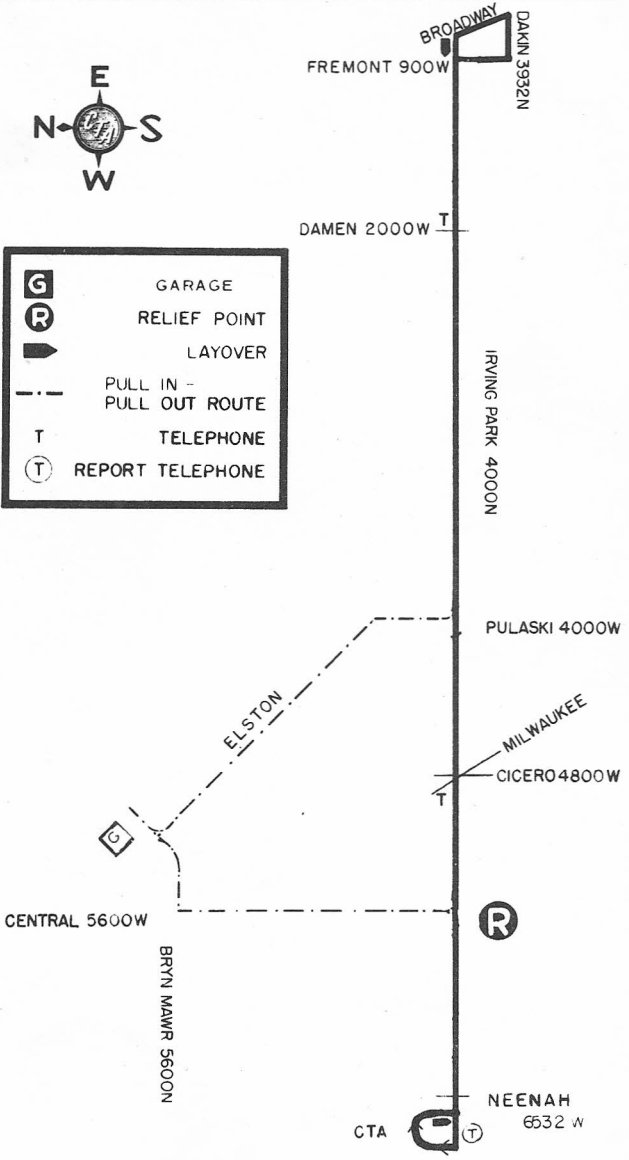 BROADWAY
DAKIN 3932N
FREMONT 900W
E
N
S
W
CTA
T
DAMEN 2000W
G
GARAGE
R
RELIEF POINT
LAYOVER
PULL IN -
PULL OUT ROUTE
T
TELEPHONE
T
REPORT TELEPHONE
IRVING PARK 4000N
PULASKI 4000W
ELSTON
MILWAUKEE
CICERO 4800W
T
G
CENTRAL 5600W
R
BRYN MAWR 5600N
NEENAH
6532 W
CTA
T